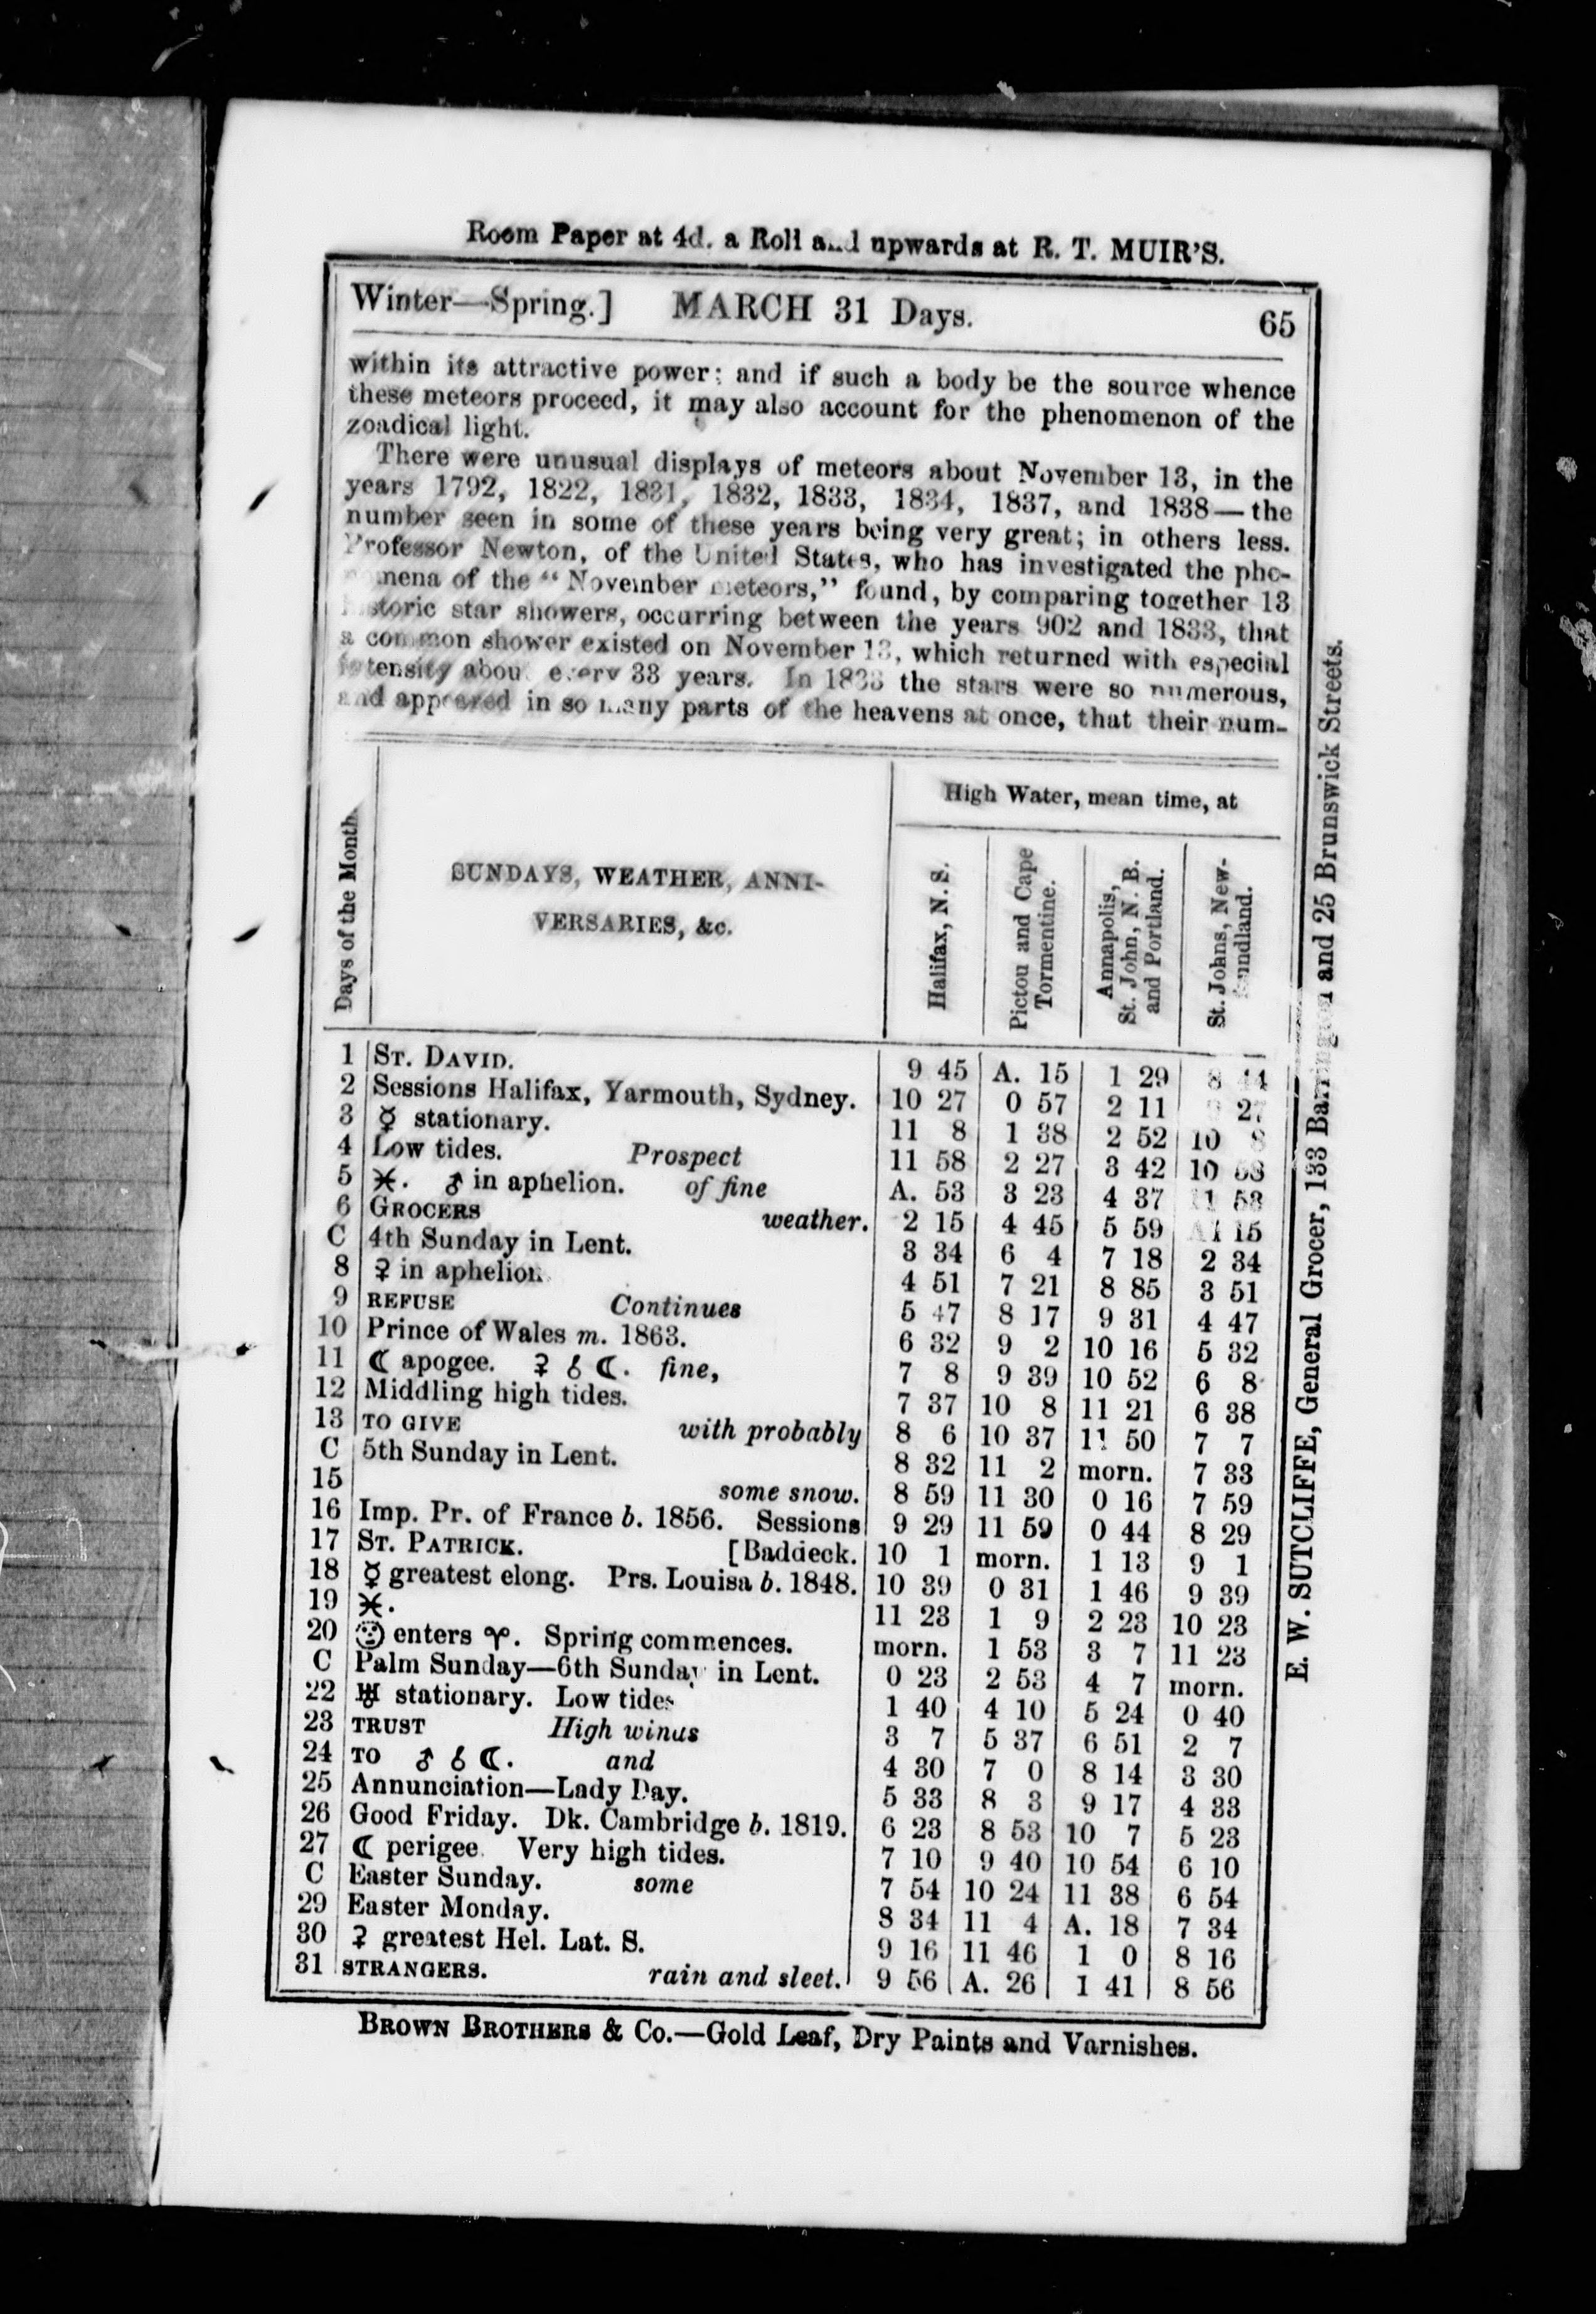 Room Paper at 4d. a Roll and upwards at R. T. MUIR'S.
Winter—Spring.] MARCH 31 Days. 65
within its attractive power; and if such a body be the source whence
these meteors proceed, it may also account for the phenomenon of the
zoadical light.
There were unusual displays of meteors about November 13, in the
years 1792, 1822, 1831, 1832, 1833, 1834, 1837, and 1838—the
number seen in some of these years being very great; in others less.
Professor Newton, of the United States, who has investigated the phe-
nomena of the "November meteors," found, by comparing together 13
historic star showers, occurring between the years 902 and 1833, that
a common shower existed on November 13, which returned with especial
intensity about every 33 years. In 1833 the stars were so numerous,
and appeared in so many parts of the heavens at once, that their num-
Days of the Month.
SUNDAYS, WEATHER, ANNI-
VERSARIES, &c.
High Water, mean time, at
Halifax, N. S.
Pictou and Cape
Tormentine.
Annapolis,
St. John, N. B.
and Portland.
St. Johns, New-
foundland.
1 ST. DAVID. 9 45 A. 15 1 29 8 44
2 Sessions Halifax, Yarmouth, Sydney. 10 27 0 57 2 11 27
3 ☿ stationary. 11 8 1 38 2 52 10 8
4 Low tides. Prospect 11 58 2 27 3 42 10 58
5 ♓. ♂ in aphelion. of fine A. 53 3 23 4 37 11 53
6 GROCERS weather. 2 15 4 45 5 59 A1 15
C 4th Sunday in Lent. 3 34 6 4 7 18 2 34
8 ♀ in aphelion 4 51 7 21 8 85 3 51
9 REFUSE Continues 5 47 8 17 9 31 4 47
10 Prince of Wales m. 1863. 6 32 9 2 10 16 5 32
11 ☾ apogee. ♀ ☌ ☾. fine, 7 8 9 39 10 52 6 8
12 Middling high tides. 7 37 10 8 11 21 6 38
13 TO GIVE with probably 8 6 10 37 11 50 7 7
C 5th Sunday in Lent. 8 32 11 2 morn. 7 33
15 some snow. 8 59 11 30 0 16 7 59
16 Imp. Pr. of France b. 1856. Sessions 9 29 11 59 0 44 8 29
17 ST. PATRICK. [Baddeck. 10 1 morn. 1 13 9 1
18 ☿ greatest elong. Prs. Louisa b. 1848. 10 39 0 31 1 46 9 39
19 ♓. 11 23 1 9 2 23 10 23
20 ☉ enters ♈. Spring commences. morn. 1 53 3 7 11 23
C Palm Sunday—6th Sunday in Lent. 0 23 2 53 4 7 morn.
22 ♅ stationary. Low tides 1 40 4 10 5 24 0 40
23 TRUST High winds 3 7 5 37 6 51 2 7
24 TO ♂ ☌ ☾. and 4 30 7 0 8 14 3 30
25 Annunciation—Lady Day. 5 33 8 3 9 17 4 33
26 Good Friday. Dk. Cambridge b. 1819. 6 23 8 53 10 7 5 23
27 ☾ perigee. Very high tides. 7 10 9 40 10 54 6 10
C Easter Sunday. some 7 54 10 24 11 38 6 54
29 Easter Monday. 8 34 11 4 A. 18 7 34
30 ♀ greatest Hel. Lat. S. 9 16 11 46 1 0 8 16
31 STRANGERS. rain and sleet. 9 56 A. 26 1 41 8 56
BROWN BROTHERS & Co.—Gold Leaf, Dry Paints and Varnishes.
E. W. SUTCLIFFE, General Grocer, 133 Barrington and 25 Brunswick Streets.